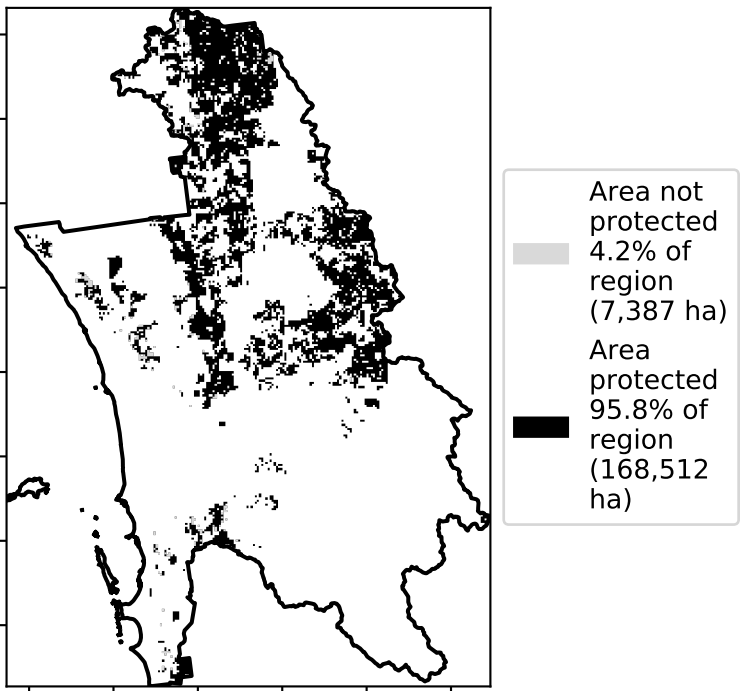 Area not
protected
4.2% of
region
(7,387 ha)
Area
protected
95.8% of
region
(168,512
ha)